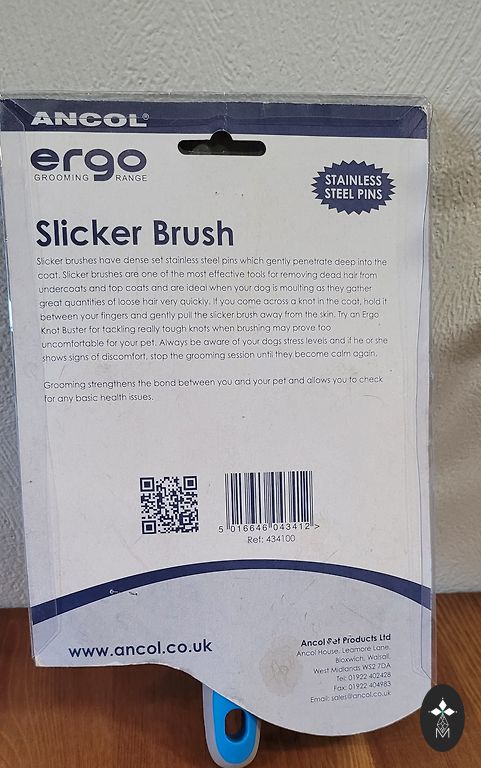 ANCOL®
ergo
GROOMING RANGE
STAINLESS
STEEL PINS
Slicker Brush
Slicker brushes have dense set stainless steel pins which gently penetrate deep into the
coat. Slicker brushes are one of the most effective tools for removing dead hair from
undercoats and top coats and are ideal when your dog is moulting as they gather
great quantities of loose hair very quickly. If you come across a knot in the coat, hold it
between your fingers and gently pull the slicker brush away from the skin. Try an Ergo
Knot Buster for tackling really tough knots when brushing may prove too
uncomfortable for your pet. Always be aware of your dogs stress levels and if he or she
shows signs of discomfort, stop the grooming session until they become calm again.
Grooming strengthens the bond between you and your pet and allows you to check
for any basic health issues.
5 016646 043412 >
Ref: 434100
www.ancol.co.uk
Ancol Pet Products Ltd
Ancol House, Leamore Lane,
Bloxwich, Walsall,
West Midlands WS2 7DA
Tel: 01922 402428
Fax: 01922 404983
Email: sales@ancol.co.uk
M